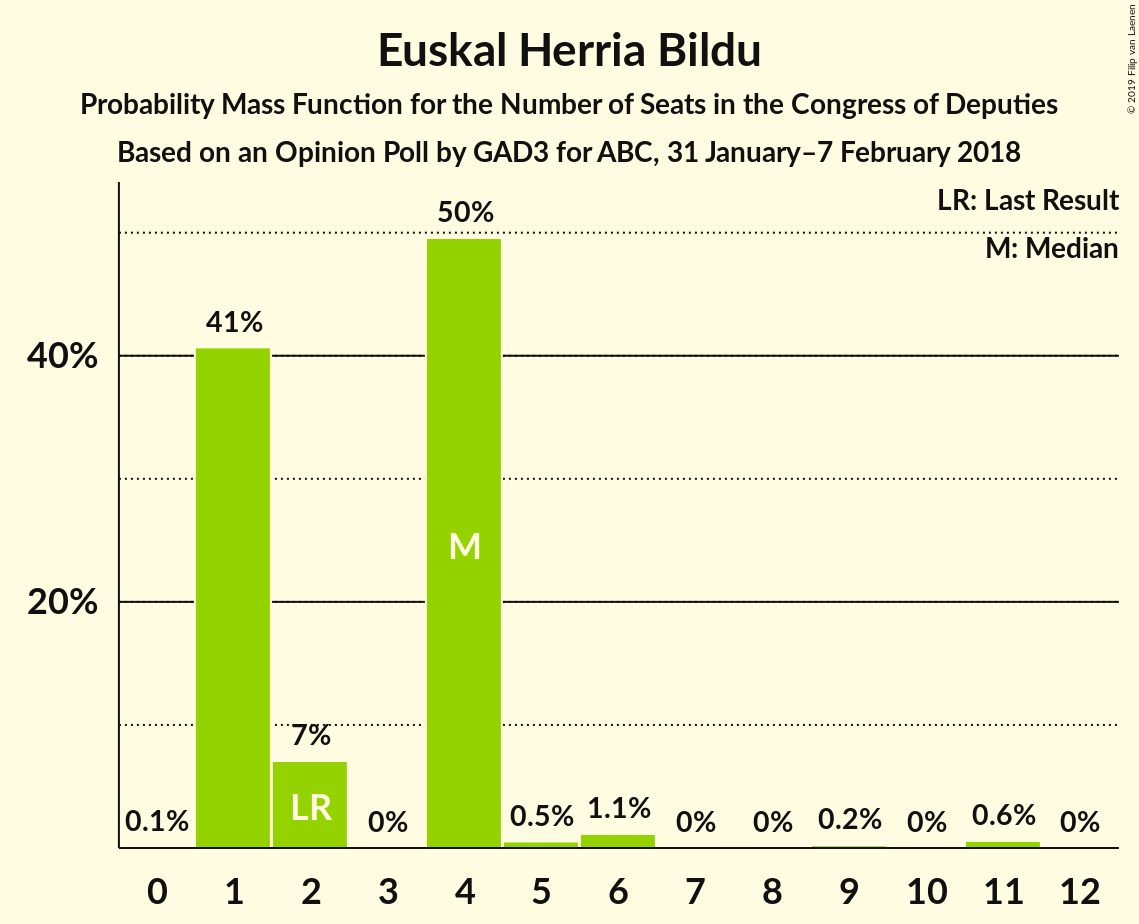 Euskal Herria Bildu
Probability Mass Function for the Number of Seats in the Congress of Deputies
Based on an Opinion Poll by GAD3 for ABC, 31 January–7 February 2018
© 2019 Filip van Laenen
LR: Last Result
M: Median
50%
41%
40%
M
20%
7%
LR
0.1%
0%
0.5%
1.1%
0%
0%
0.2%
0%
0.6%
0%
0 1 2 3 4 5 6 7 8 9 10 11 12